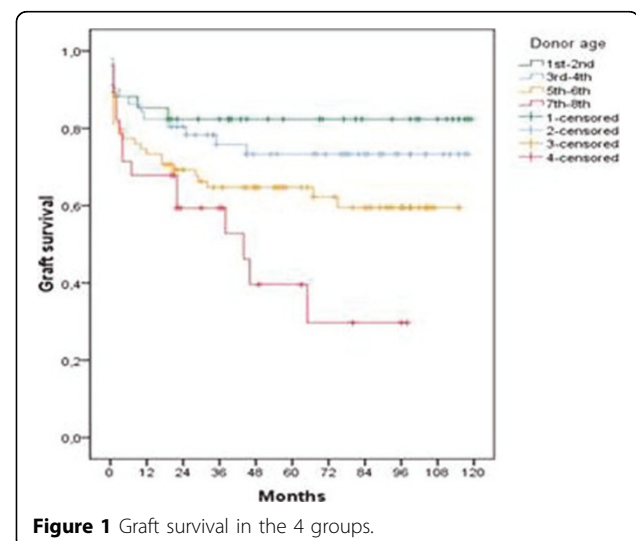 Donor age
1st-2nd
3rd-4th
5th-6th
7th-8th
1-censored
2-censored
3-censored
4-censored
Graft survival
1,0
0,8
0,6
0,4
0,2
0,0
0 12 24 36 48 60 72 84 96 108 120
Months
Figure 1 Graft survival in the 4 groups.